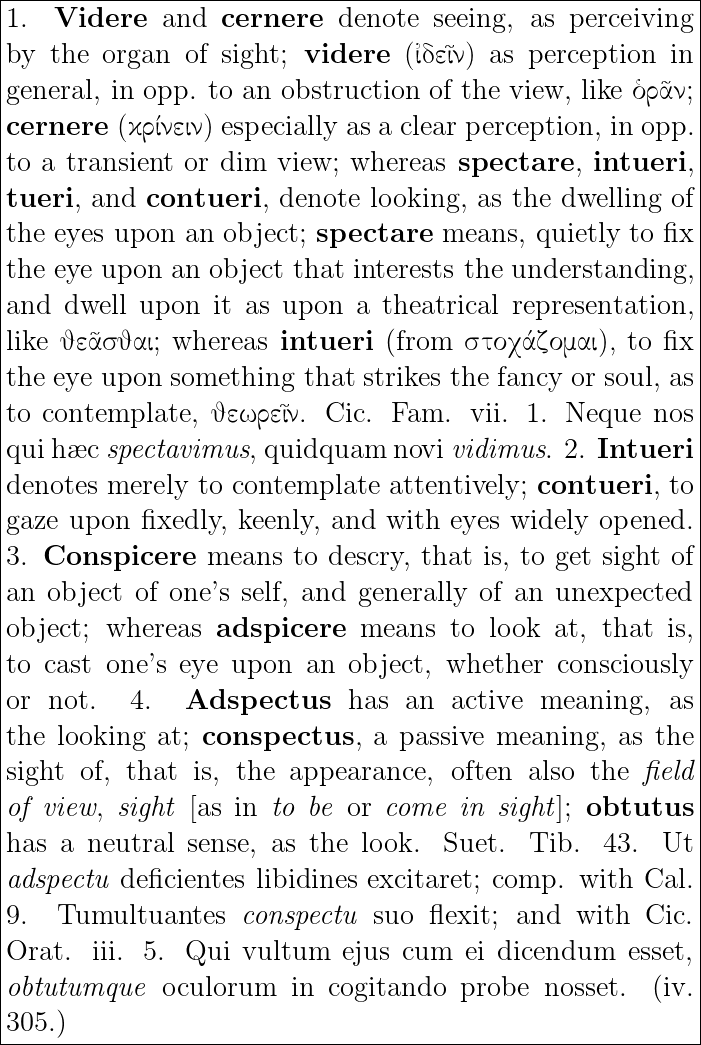 1. Videre and cernere denote seeing, as perceiving
by the organ of sight; videre (ἰδεῖν) as perception in
general, in opp. to an obstruction of the view, like ὁρᾶν;
cernere (ϰρίνειν) especially as a clear perception, in opp.
to a transient or dim view; whereas spectare, intueri,
tueri, and contueri, denote looking, as the dwelling of
the eyes upon an object; spectare means, quietly to fix
the eye upon an object that interests the understanding,
and dwell upon it as upon a theatrical representation,
like ϑεᾶσϑαι; whereas intueri (from στοχάζομαι), to fix
the eye upon something that strikes the fancy or soul, as
to contemplate, ϑεωρεῖν. Cic. Fam. vii. 1. Neque nos
qui hæc spectavimus, quidquam novi vidimus. 2. Intueri
denotes merely to contemplate attentively; contueri, to
gaze upon fixedly, keenly, and with eyes widely opened.
3. Conspicere means to descry, that is, to get sight of
an object of one's self, and generally of an unexpected
object; whereas adspicere means to look at, that is,
to cast one's eye upon an object, whether consciously
or not. 4. Adspectus has an active meaning, as
the looking at; conspectus, a passive meaning, as the
sight of, that is, the appearance, often also the field
of view, sight [as in to be or come in sight]; obtutus
has a neutral sense, as the look. Suet. Tib. 43. Ut
adspectu deficientes libidines excitaret; comp. with Cal.
9. Tumultuantes conspectu suo flexit; and with Cic.
Orat. iii. 5. Qui vultum ejus cum ei dicendum esset,
obtutumque oculorum in cogitando probe nosset. (iv.
305.)